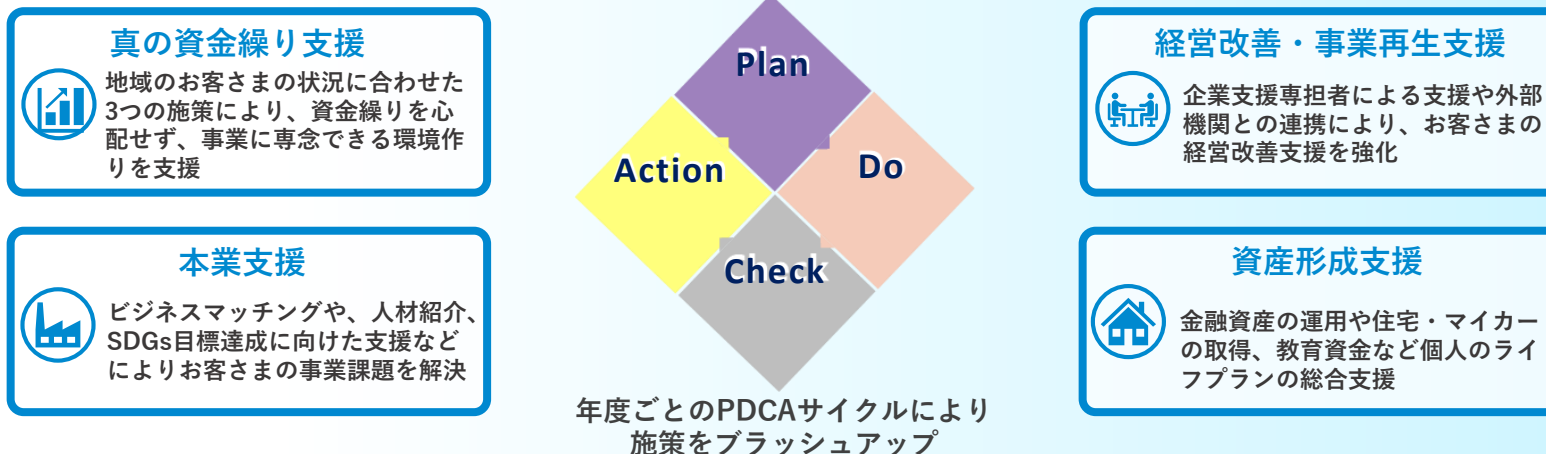 真の資金繰り支援
地域のお客さまの状況に合わせた
3つの施策により、資金繰りを心
配せず、事業に専念できる環境作
りを支援
本業支援
ビジネスマッチングや、人材紹介、
SDGs目標達成に向けた支援など
によりお客さまの事業課題を解決
Plan
Action
Do
Check
年度ごとのPDCAサイクルにより
施策をブラッシュアップ
経営改善・事業再生支援
企業支援専担者による支援や外部
機関との連携により、お客さまの
経営改善支援を強化
資産形成支援
金融資産の運用や住宅・マイカー
の取得、教育資金など個人のライ
フプランの総合支援